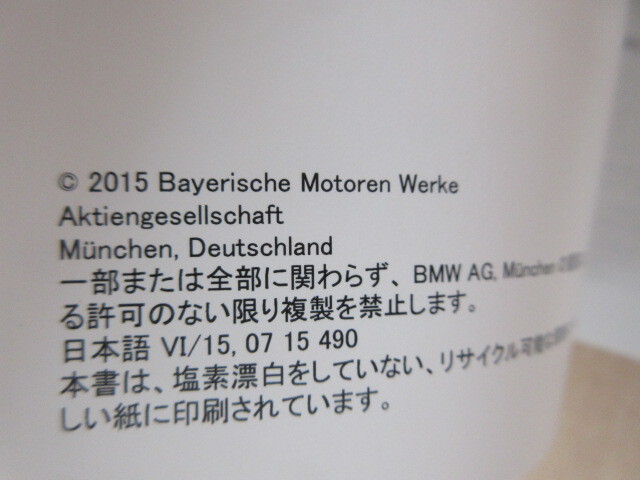 © 2015 Bayerische Motoren Werke
Aktiengesellschaft
München, Deutschland
一部または全部に関わらず、BMW AG, München の
る許可のない限り複製を禁止します。
日本語 VI/15, 07 15 490
本書は、塩素漂白をしていない、リサイクル可能な
しい紙に印刷されています。